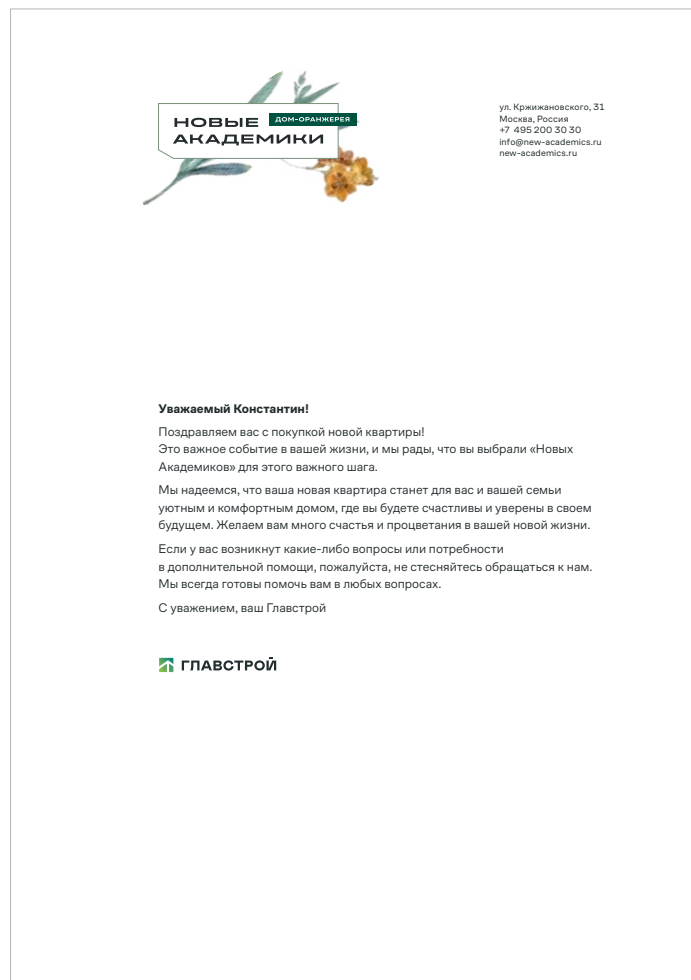 НОВЫЕ
ДОМ-ОРАНЖЕРЕЯ
АКАДЕМИКИ
ул. Кржижановского, 31
Москва, Россия
+7 495 200 30 30
info@new-academics.ru
new-academics.ru
Уважаемый Константин!
Поздравляем вас с покупкой новой квартиры!
Это важное событие в вашей жизни, и мы рады, что вы выбрали «Новых
Академиков» для этого важного шага.
Мы надеемся, что ваша новая квартира станет для вас и вашей семьи
уютным и комфортным домом, где вы будете счастливы и уверены в своем
будущем. Желаем вам много счастья и процветания в вашей новой жизни.
Если у вас возникнут какие-либо вопросы или потребности
в дополнительной помощи, пожалуйста, не стесняйтесь обращаться к нам.
Мы всегда готовы помочь вам в любых вопросах.
С уважением, ваш Главстрой
ГЛАВСТРОЙ